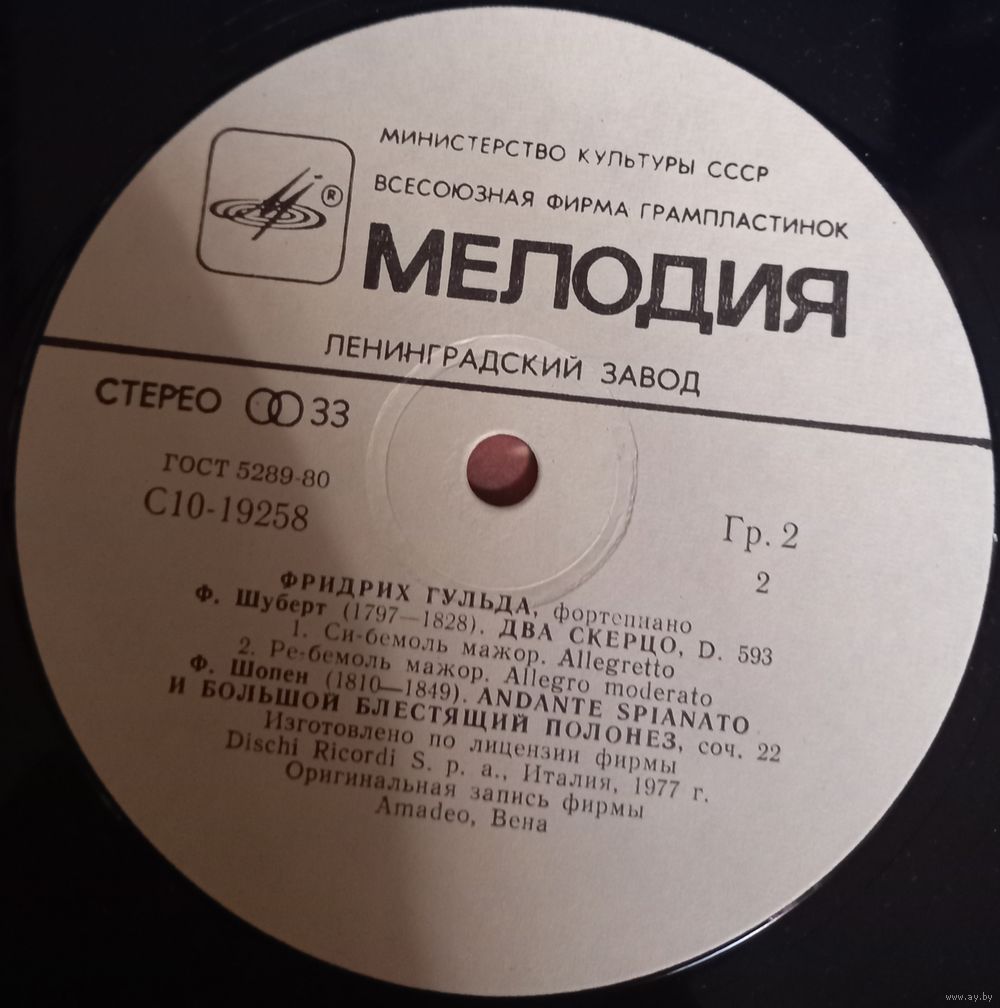 МИНИСТЕРСТВО КУЛЬТУРЫ СССР
ВСЕСОЮЗНАЯ ФИРМА ГРАМПЛАСТИНОК
®
МЕЛОДИЯ
ЛЕНИНГРАДСКИЙ ЗАВОД
СТЕРЕО 33
ГОСТ 5289-80
С10-19258
Гр. 2
2
ФРИДРИХ ГУЛЬДА, фортепиано
Ф. Шуберт (1797—1828). ДВА СКЕРЦО, D. 593
1. Си-бемоль мажор. Allegretto
2. Ре-бемоль мажор. Allegro moderato
Ф. Шопен (1810—1849). ANDANTE SPIANATO
И БОЛЬШОЙ БЛЕСТЯЩИЙ ПОЛОНЕЗ, соч. 22
Изготовлено по лицензии фирмы
Dischi Ricordi S. p. a., Италия, 1977 г.
Оригинальная запись фирмы
Amadeo, Вена
www.ay.by